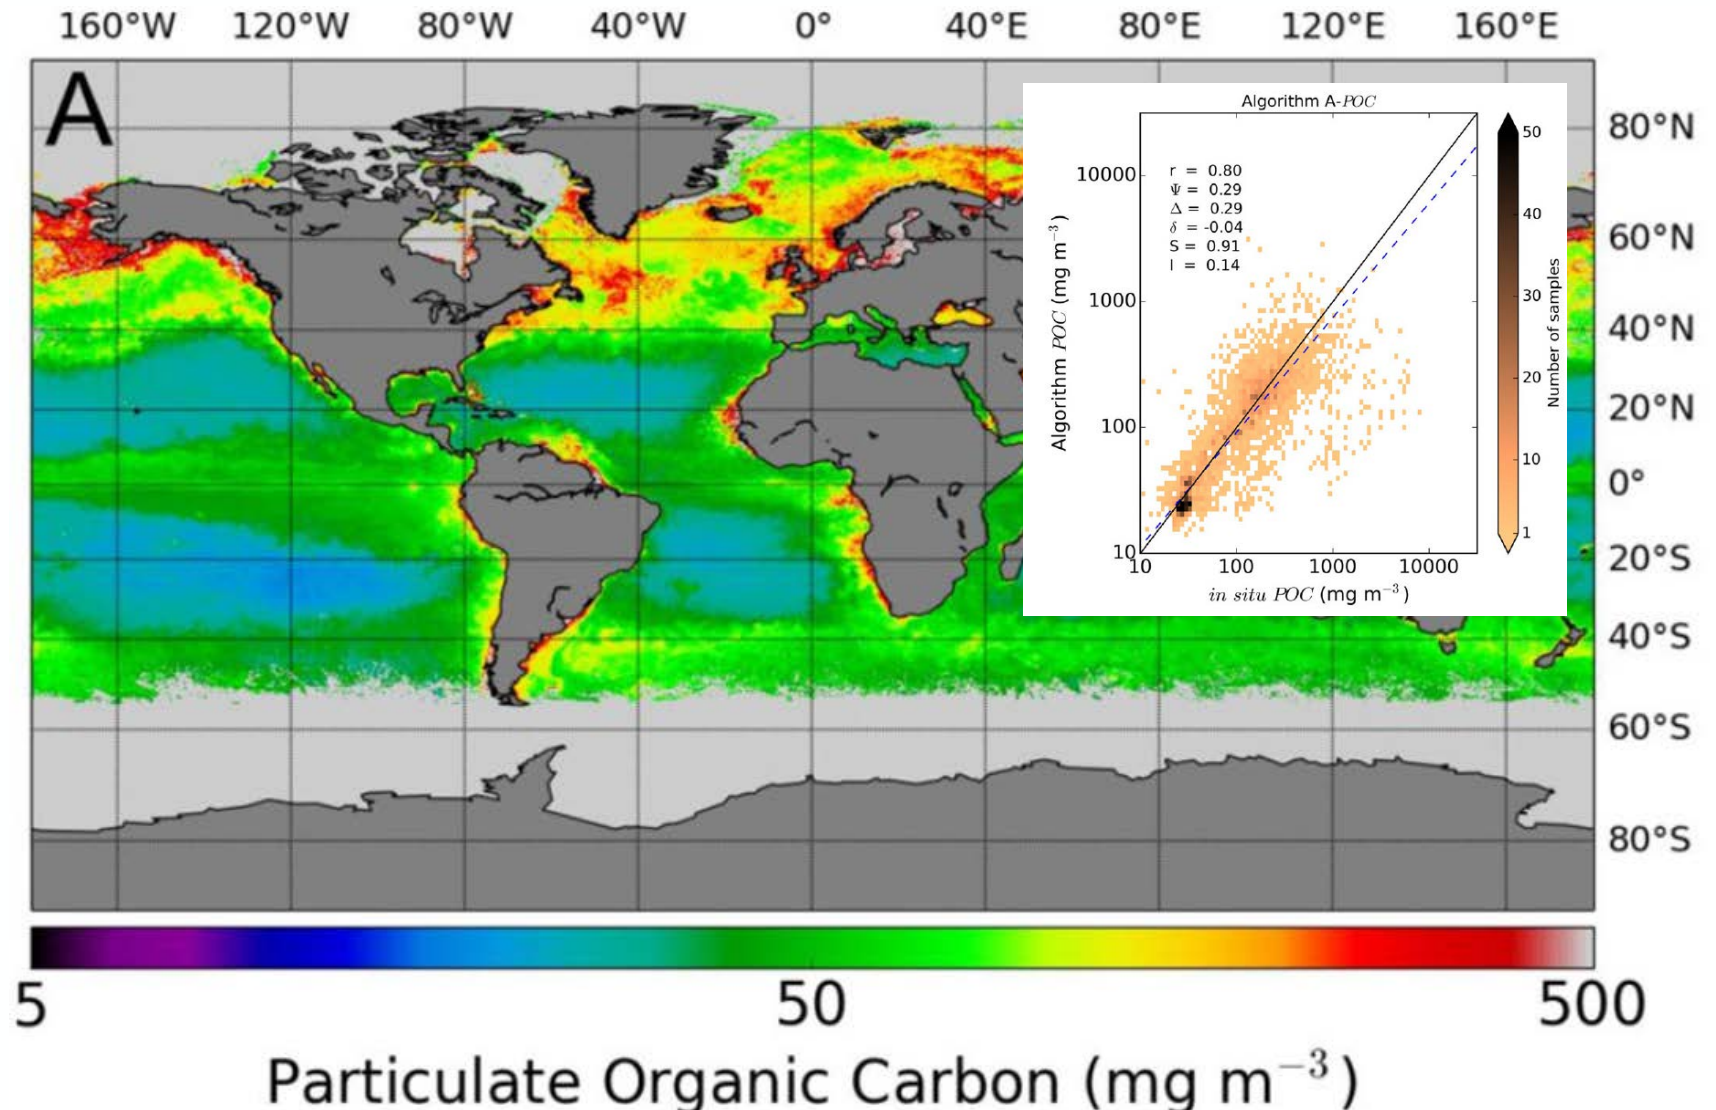 160°W 120°W 80°W 40°W 0° 40°E 80°E 120°E 160°E
A
80°N
60°N
40°N
20°N
0°
20°S
40°S
60°S
80°S
Algorithm A-POC
r = 0.80
Ψ = 0.29
Δ = 0.29
δ = -0.04
S = 0.91
I = 0.14
Algorithm POC (mg m⁻³)
10000
1000
100
10
10 100 1000 10000
in situ POC (mg m⁻³)
50
40
30
20
10
1
Number of samples
5 50 500
Particulate Organic Carbon (mg m⁻³)